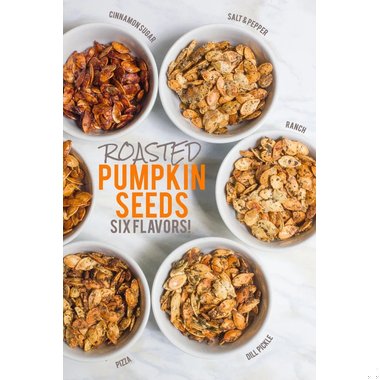 CINNAMON SUGAR
SALT & PEPPER
RANCH
ROASTED
PUMPKIN
SEEDS
SIX FLAVORS!
PIZZA
DILL PICKLE